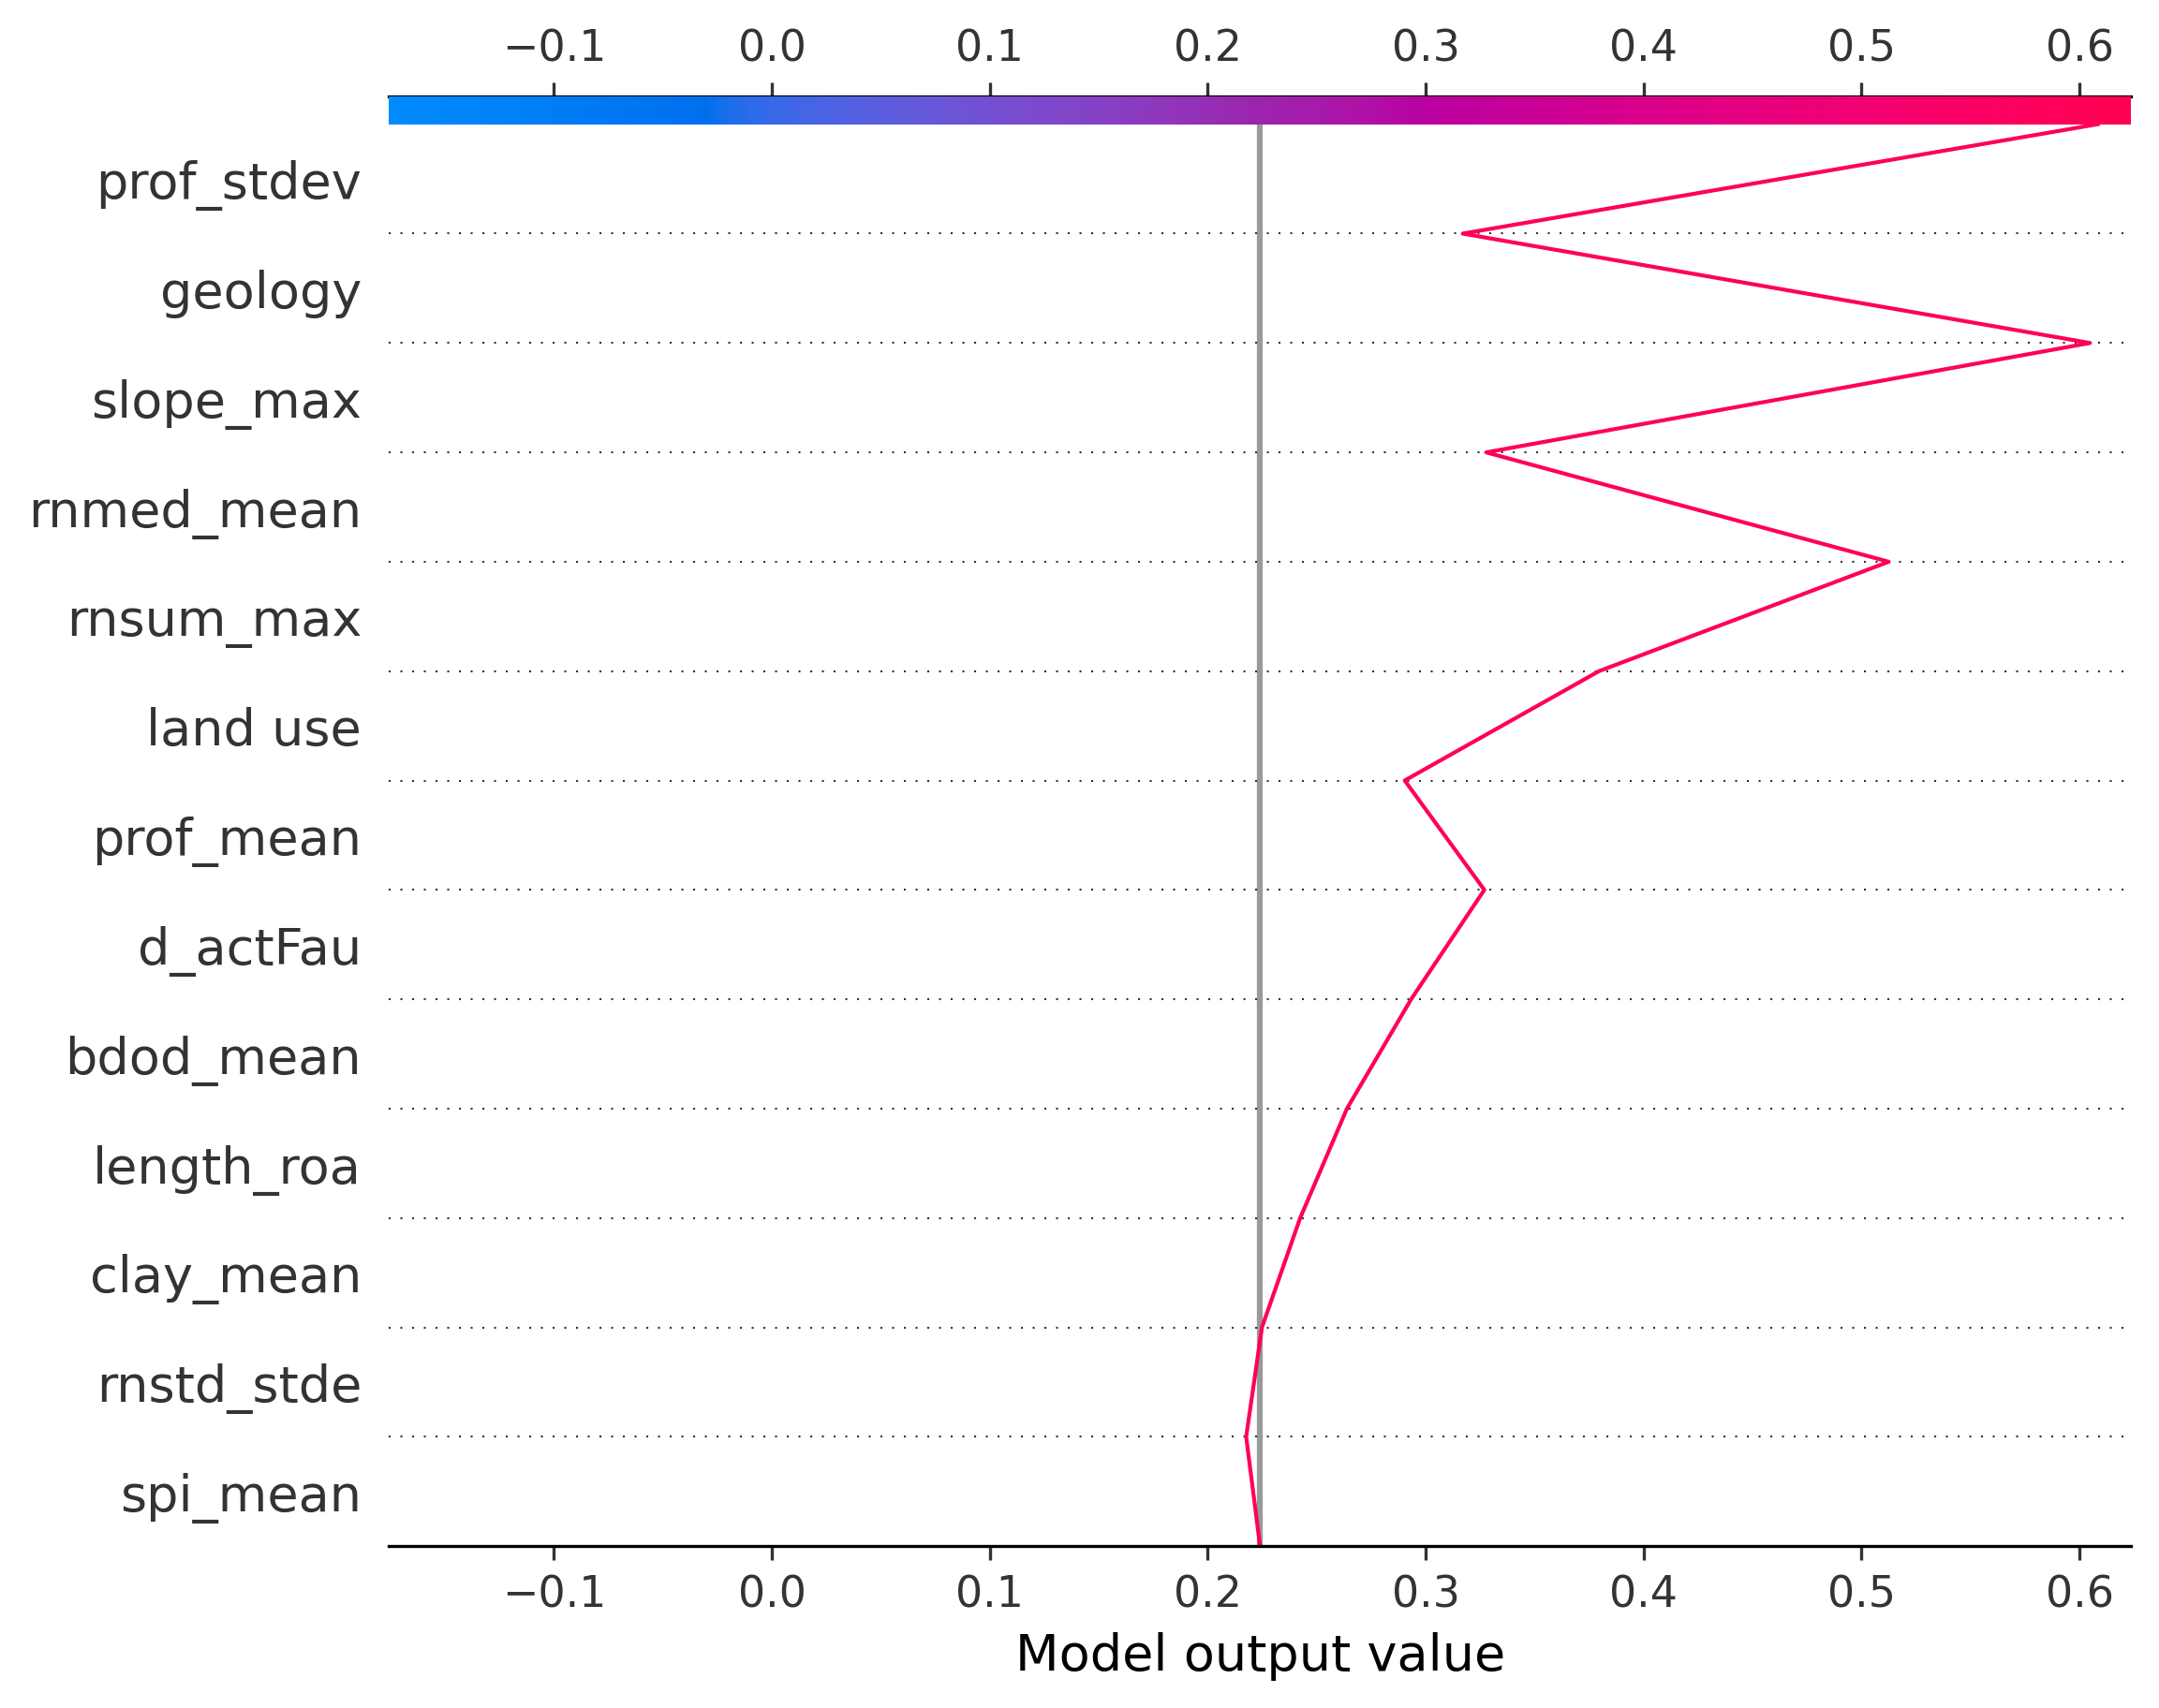 −0.1 0.0 0.1 0.2 0.3 0.4 0.5 0.6
prof_stdev
geology
slope_max
rnmed_mean
rnsum_max
land use
prof_mean
d_actFau
bdod_mean
length_roa
clay_mean
rnstd_stde
spi_mean
−0.1 0.0 0.1 0.2 0.3 0.4 0.5 0.6
Model output value